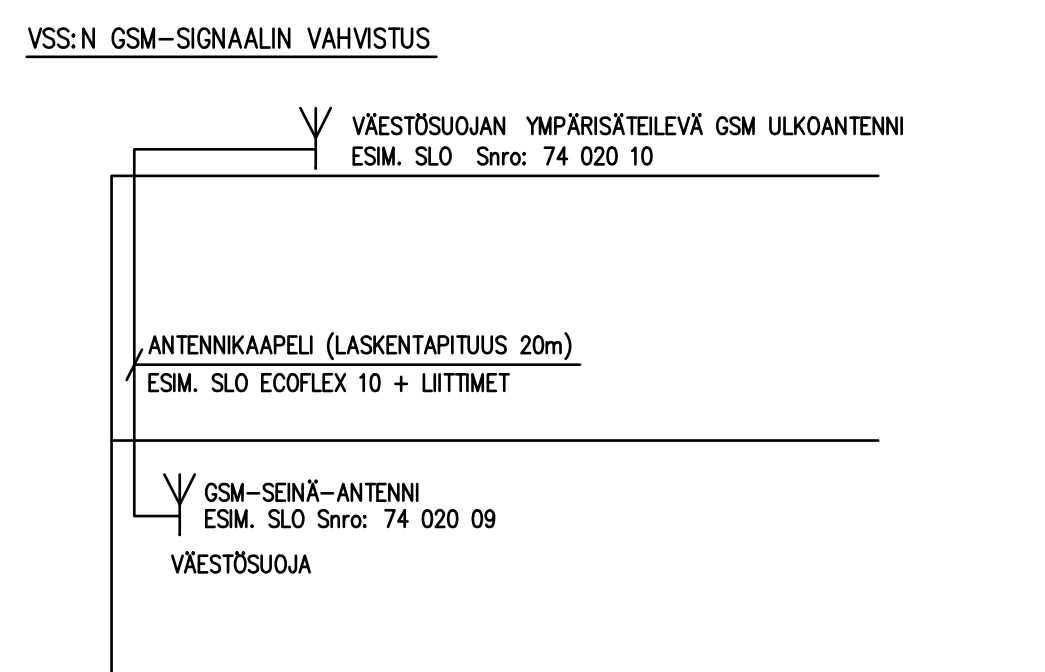 VSS:N GSM-SIGNAALIN VAHVISTUS
VÄESTÖSUOJAN YMPÄRISÄTEILEVÄ GSM ULKOANTENNI
ESIM. SLO Snro: 74 020 10
ANTENNIKAAPELI (LASKENTAPITUUS 20m)
ESIM. SLO ECOFLEX 10 + LIITTIMET
GSM-SEINÄ-ANTENNI
ESIM. SLO Snro: 74 020 09
VÄESTÖSUOJA